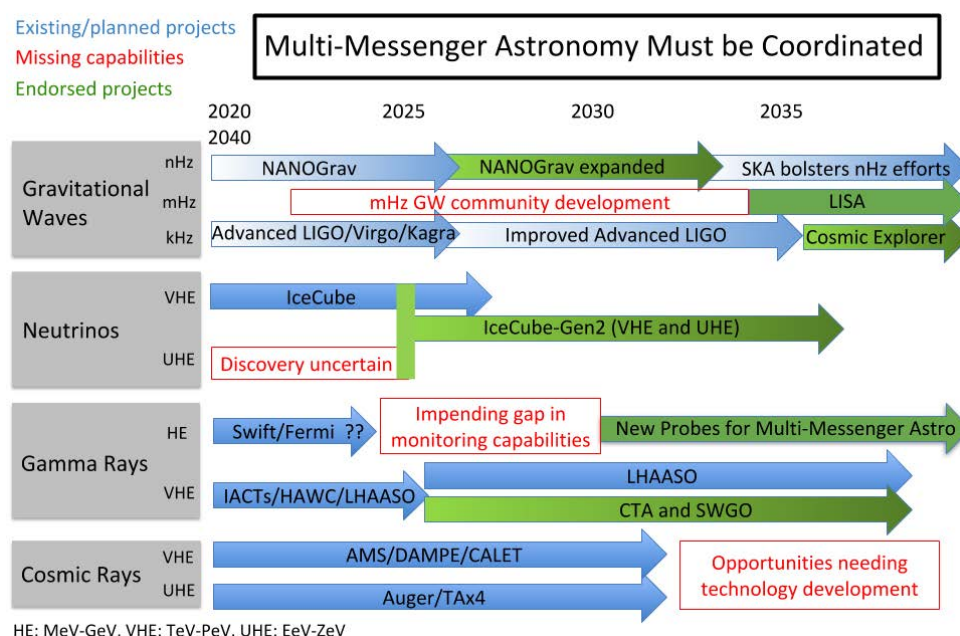 Existing/planned projects
Missing capabilities
Endorsed projects
Multi-Messenger Astronomy Must be Coordinated
2020 2025 2030 2035
2040
Gravitational
Waves
nHz
mHz
kHz
NANOGrav
NANOGrav expanded
SKA bolsters nHz efforts
mHz GW community development
LISA
Advanced LIGO/Virgo/Kagra
Improved Advanced LIGO
Cosmic Explorer
Neutrinos
VHE
UHE
IceCube
IceCube-Gen2 (VHE and UHE)
Discovery uncertain
Gamma Rays
HE
VHE
Swift/Fermi ??
Impending gap in
monitoring capabilities
New Probes for Multi-Messenger Astro
IACTs/HAWC/LHAASO
LHAASO
CTA and SWGO
Cosmic Rays
VHE
UHE
AMS/DAMPE/CALET
Auger/TAx4
Opportunities needing
technology development
HE: MeV-GeV, VHE: TeV-PeV, UHE: EeV-ZeV